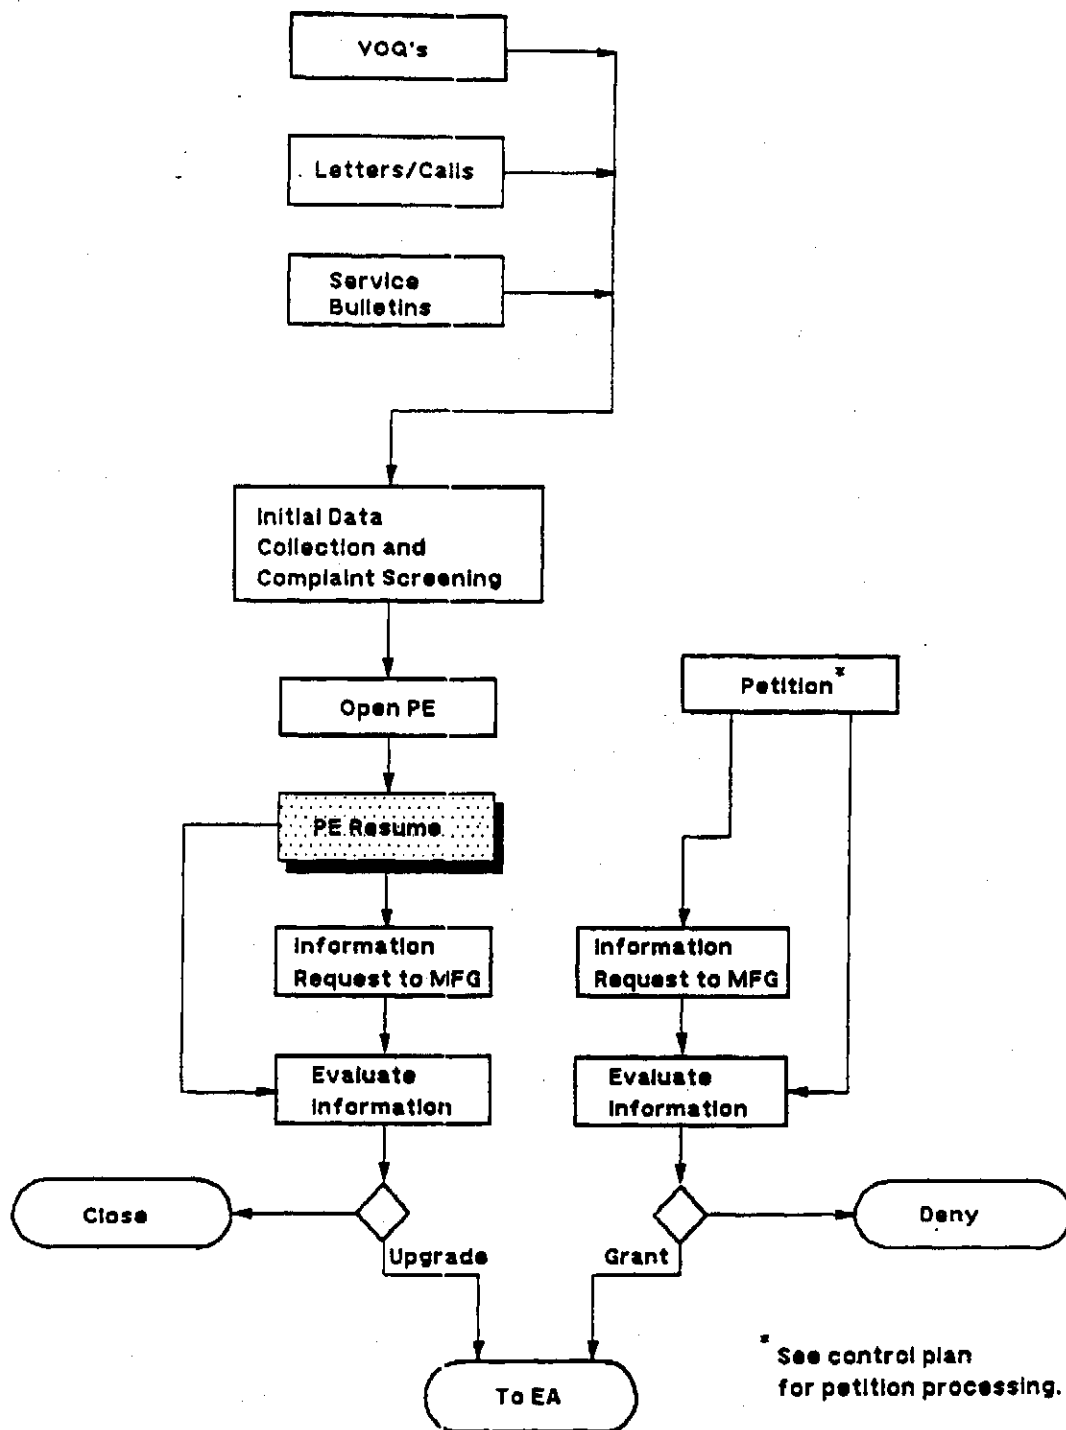 VOQ's
Letters/Calls
Service
Bulletins
Initial Data
Collection and
Complaint Screening
Open PE
Petition*
PE Resume
Information
Request to MFG
Information
Request to MFG
Evaluate
Information
Evaluate
Information
Close
Deny
Upgrade
Grant
To EA
* See control plan
for petition processing.